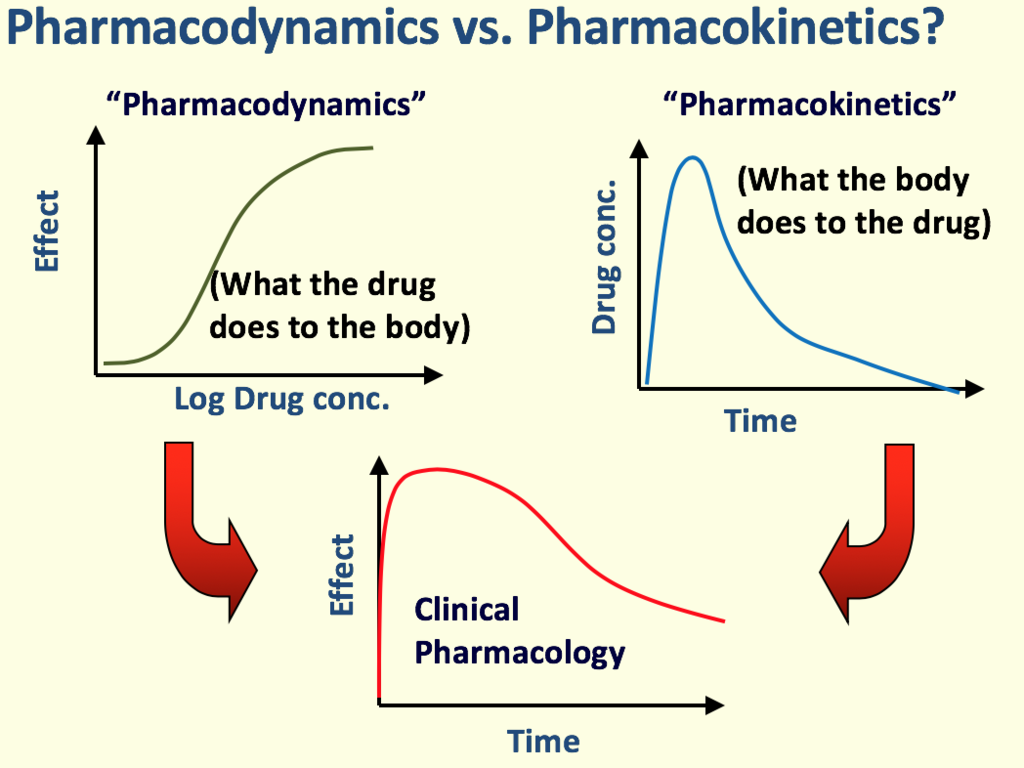 Pharmacodynamics vs. Pharmacokinetics?
“Pharmacodynamics”
Effect
(What the drug
does to the body)
Log Drug conc.
“Pharmacokinetics”
Drug conc.
(What the body
does to the drug)
Time
Effect
Clinical
Pharmacology
Time